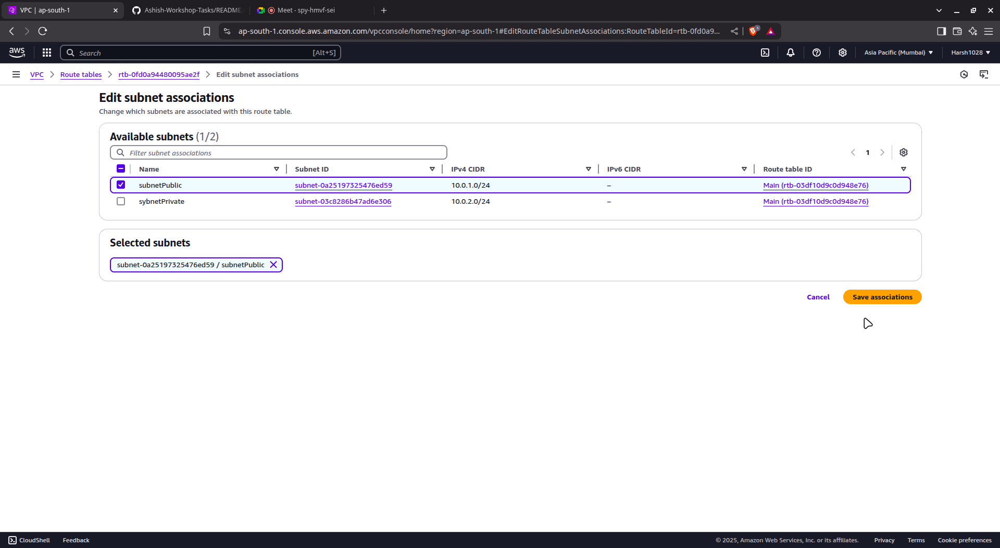 VPC | ap-south-1
Ashish-Workshop-Tasks/README.
Meet - spy-hmvf-sei
ap-south-1.console.aws.amazon.com/vpcconsole/home?region=ap-south-1#EditRouteTableSubnetAssociations:RouteTableId=rtb-0fd0a9...
5
aws
Search
[Alt+S]
Asia Pacific (Mumbai)
Harsh1028
VPC
Route tables
rtb-0fd0a94480095ae2f
Edit subnet associations
Edit subnet associations
Change which subnets are associated with this route table.
Available subnets (1/2)
Filter subnet associations
1
Name Subnet ID IPv4 CIDR IPv6 CIDR Route table ID
subnetPublic subnet-0a25197325476ed59 10.0.1.0/24 – Main (rtb-03df10d9c0d948e76)
sybnetPrivate subnet-03c8286b47ad6e306 10.0.2.0/24 – Main (rtb-03df10d9c0d948e76)
Selected subnets
subnet-0a25197325476ed59 / subnetPublic
Cancel Save associations
CloudShell Feedback © 2025, Amazon Web Services, Inc. or its affiliates. Privacy Terms Cookie preferences